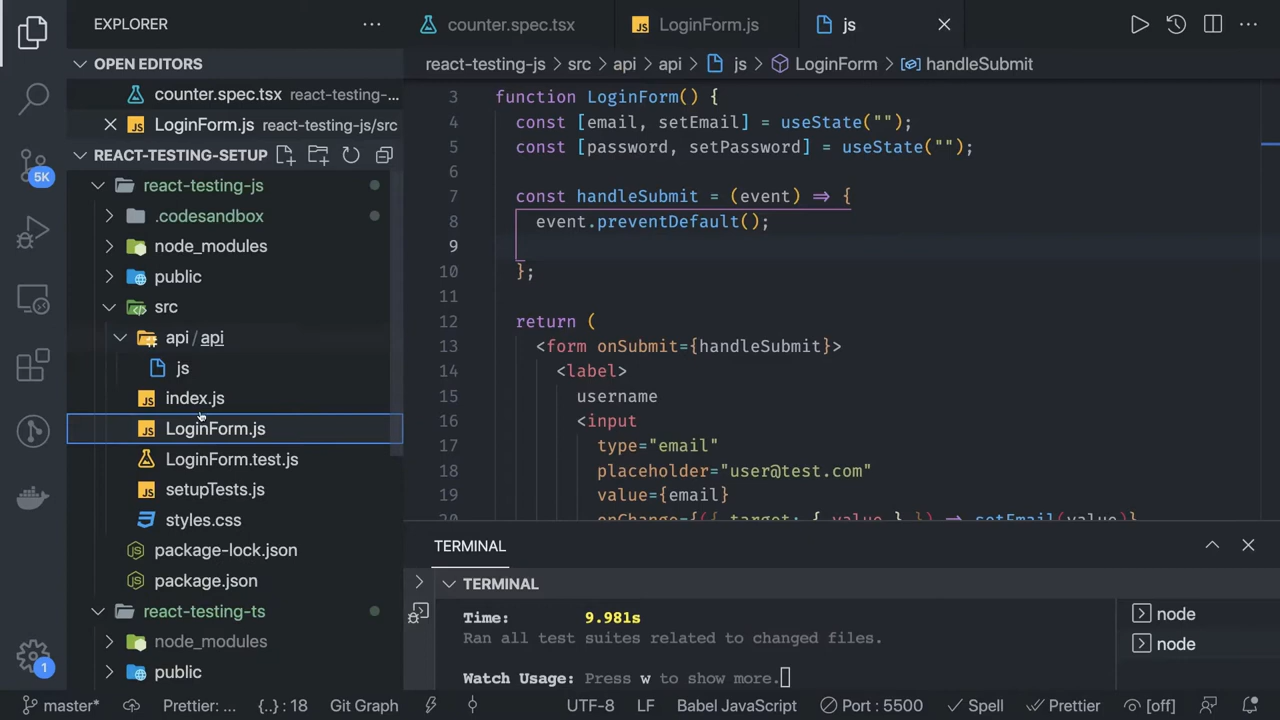 EXPLORER
OPEN EDITORS
counter.spec.tsx react-testing-...
LoginForm.js react-testing-js/src
REACT-TESTING-SETUP
react-testing-js
.codesandbox
node_modules
public
src
api / api
js
index.js
LoginForm.js
LoginForm.test.js
setupTests.js
styles.css
package-lock.json
package.json
react-testing-ts
node_modules
public
5K
1
counter.spec.tsx
LoginForm.js
js
react-testing-js > src > api > api > js > LoginForm > handleSubmit
3 function LoginForm() {
4 const [email, setEmail] = useState("");
5 const [password, setPassword] = useState("");
6
7 const handleSubmit = (event) => {
8 event.preventDefault();
9
10 };
11
12 return (
13 <form onSubmit={handleSubmit}>
14 <label>
15 username
16 <input
17 type="email"
18 placeholder="user@test.com"
19 value={email}
20 onChange={({ target: { value } }) => setEmail(value)}
TERMINAL
TERMINAL
Time: 9.981s
Ran all test suites related to changed files.
Watch Usage: Press w to show more.
node
node
master* Prettier: ... {..} : 18 Git Graph UTF-8 LF Babel JavaScript Port : 5500 Spell Prettier [off]